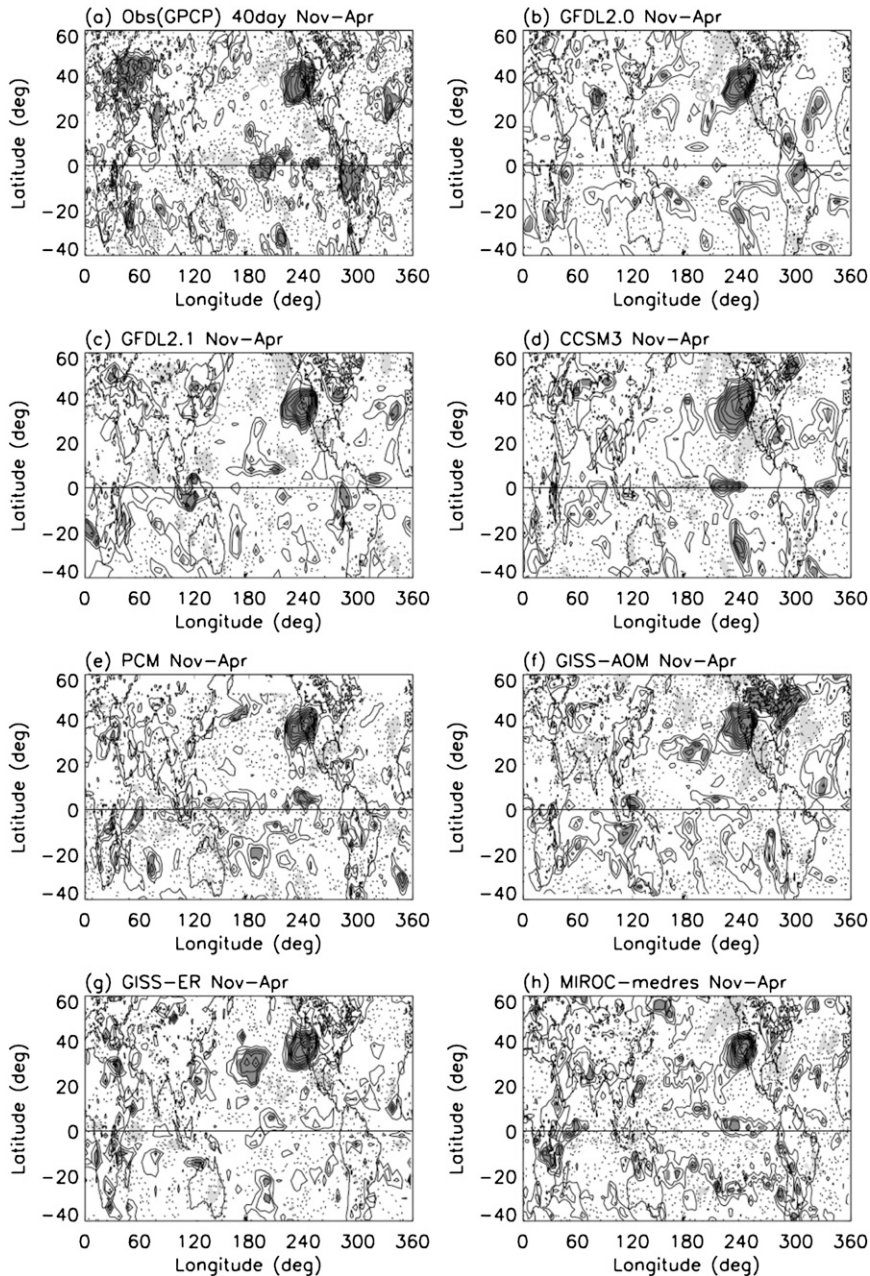 (a) Obs(GPCP) 40day Nov-Apr
(b) GFDL2.0 Nov-Apr
60
40
20
0
-20
-40
Latitude (deg)
0 60 120 180 240 300 360
Longitude (deg)
60
40
20
0
-20
-40
Latitude (deg)
0 60 120 180 240 300 360
Longitude (deg)
(c) GFDL2.1 Nov-Apr
(d) CCSM3 Nov-Apr
60
40
20
0
-20
-40
Latitude (deg)
0 60 120 180 240 300 360
Longitude (deg)
60
40
20
0
-20
-40
Latitude (deg)
0 60 120 180 240 300 360
Longitude (deg)
(e) PCM Nov-Apr
(f) GISS-AOM Nov-Apr
60
40
20
0
-20
-40
Latitude (deg)
0 60 120 180 240 300 360
Longitude (deg)
60
40
20
0
-20
-40
Latitude (deg)
0 60 120 180 240 300 360
Longitude (deg)
(g) GISS-ER Nov-Apr
(h) MIROC-medres Nov-Apr
60
40
20
0
-20
-40
Latitude (deg)
0 60 120 180 240 300 360
Longitude (deg)
60
40
20
0
-20
-40
Latitude (deg)
0 60 120 180 240 300 360
Longitude (deg)